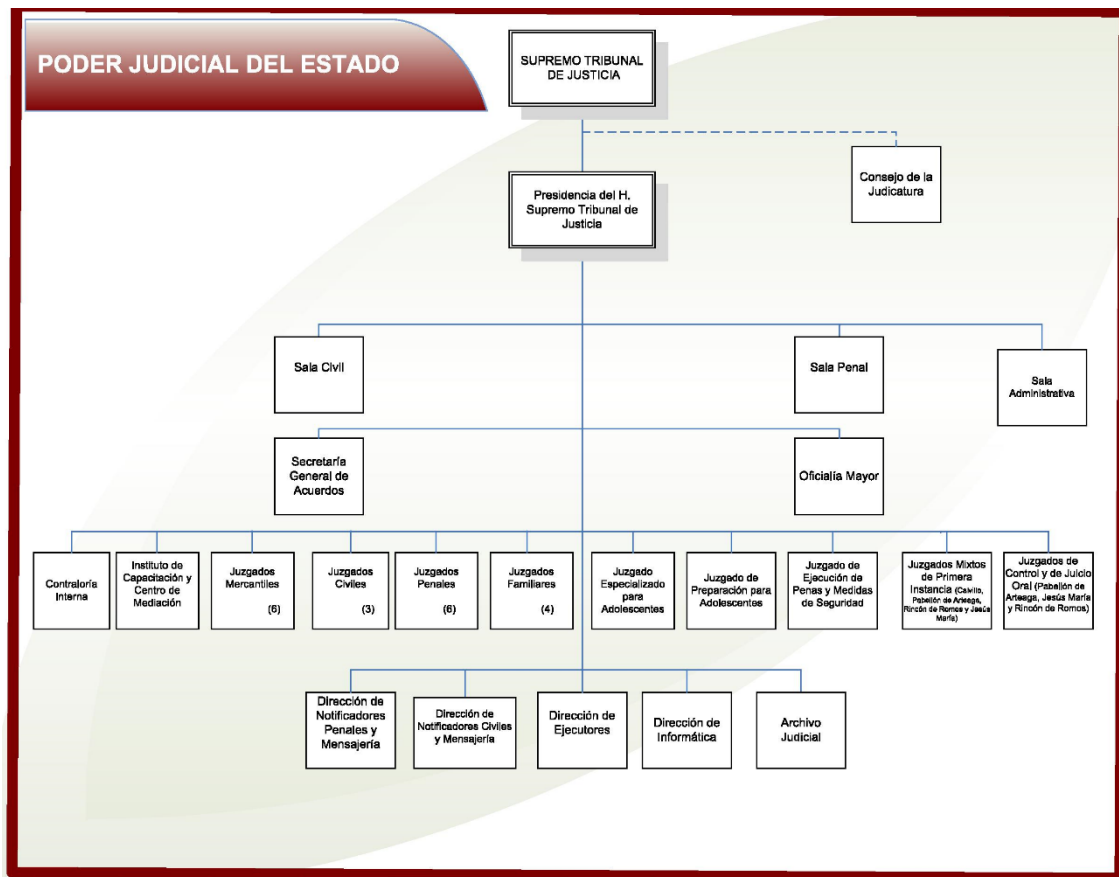 PODER JUDICIAL DEL ESTADO
SUPREMO TRIBUNAL
DE JUSTICIA
Consejo de la
Judicatura
Presidencia del H.
Supremo Tribunal de
Justicia
Sala Civil
Sala Penal
Sala
Administrativa
Secretaría
General de
Acuerdos
Oficialía Mayor
Contraloría
Interna
Instituto de
Capacitación y
Centro de
Mediación
Juzgados
Mercantiles
(6)
Juzgados
Civiles
(3)
Juzgados
Penales
(6)
Juzgados
Familiares
(4)
Juzgado
Especializado
para
Adolescentes
Juzgado de
Preparación para
Adolescentes
Juzgado de
Ejecución de
Penas y Medidas
de Seguridad
Juzgados Mixtos
de Primera
Instancia (Calvillo,
Pabellón de Arteaga,
Rincón de Romos y Jesús
María)
Juzgados de
Control y de Juicio
Oral (Pabellón de
Arteaga, Jesús María
y Rincón de Romos)
Dirección de
Notificadores
Penales y
Mensajería
Dirección de
Notificadores Civiles
y Mensajería
Dirección de
Ejecutores
Dirección de
Informática
Archivo
Judicial